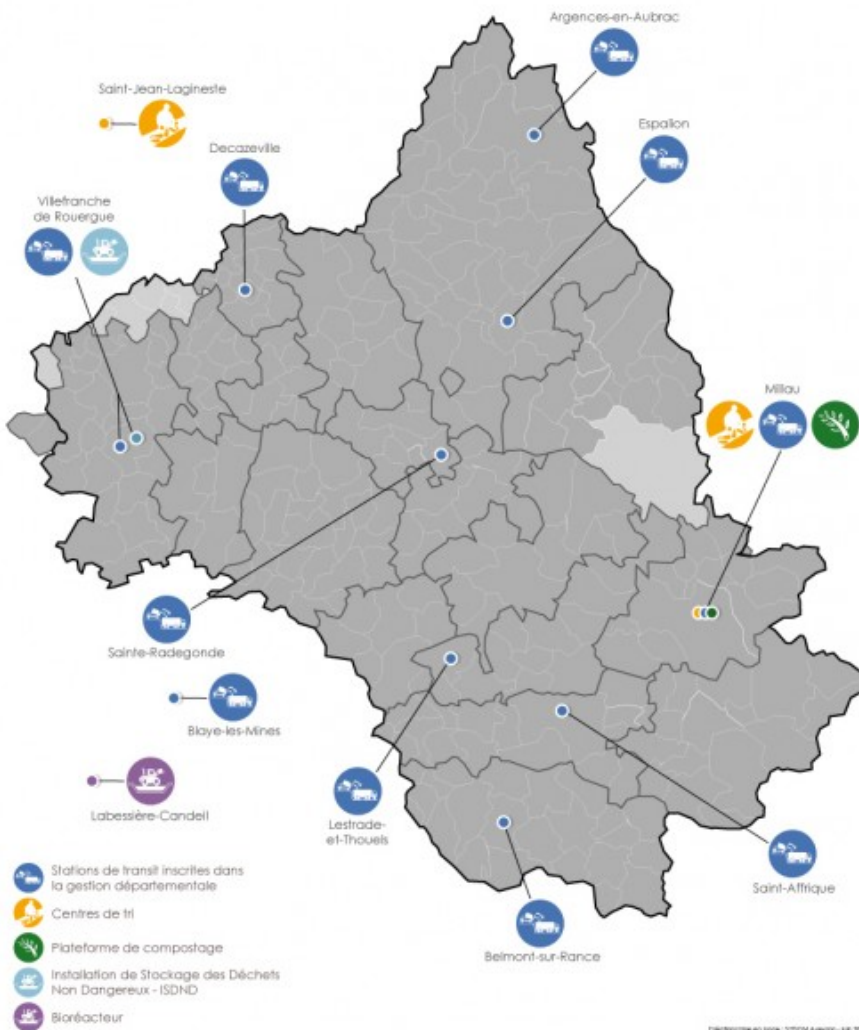 Argences-en-Aubrac
Saint-Jean-Lagineste
Espalion
Decazeville
Villefranche
de Rouergue
Millau
Sainte-Radegonde
Blaye-les-Mines
Labessière-Candeil
Lestrade-
et-Thouels
Saint-Affrique
Belmont-sur-Rance
Stations de transit inscrites dans
la gestion départementale
Centres de tri
Plateforme de compostage
Installation de Stockage des Déchets
Non Dangereux - ISDND
Bioréacteur